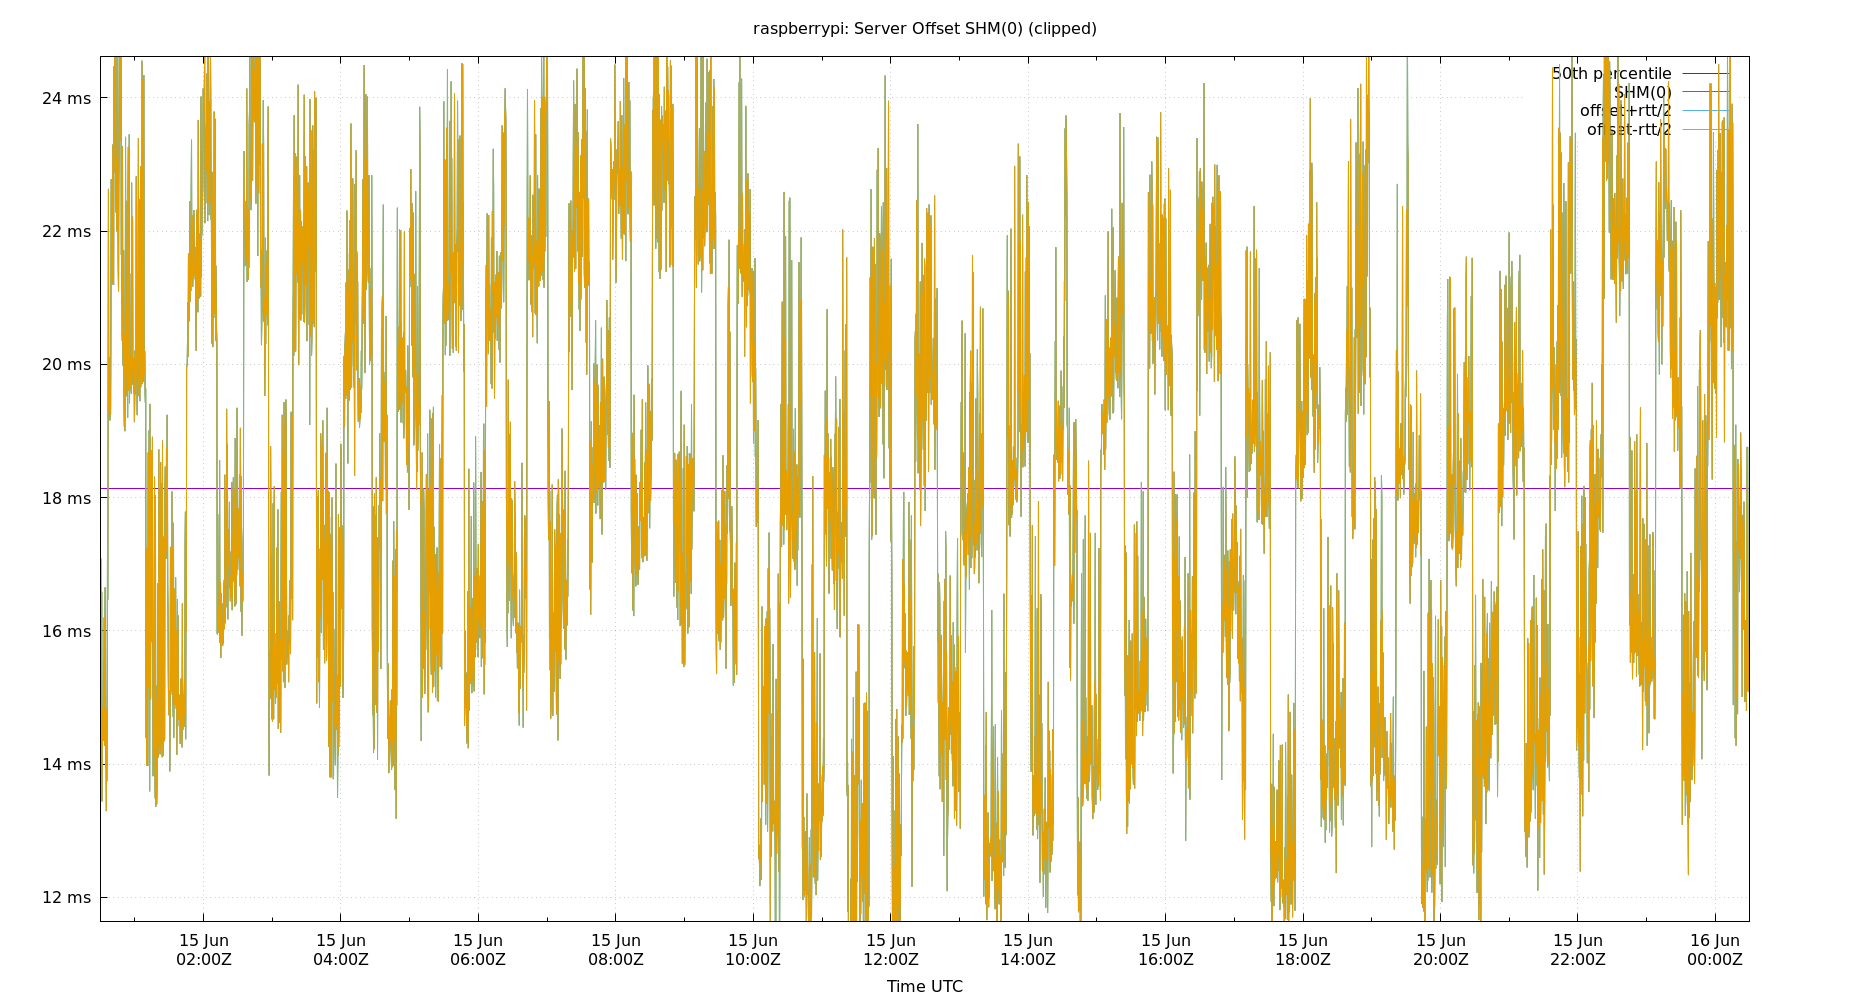 raspberrypi: Server Offset SHM(0) (clipped)
50th percentile
SHM(0)
offset+rtt/2
offset-rtt/2
24 ms
22 ms
20 ms
18 ms
16 ms
14 ms
12 ms
15 Jun 15 Jun 15 Jun 15 Jun 15 Jun 15 Jun 15 Jun 15 Jun 15 Jun 15 Jun 15 Jun 16 Jun
02:00Z 04:00Z 06:00Z 08:00Z 10:00Z 12:00Z 14:00Z 16:00Z 18:00Z 20:00Z 22:00Z 00:00Z
Time UTC